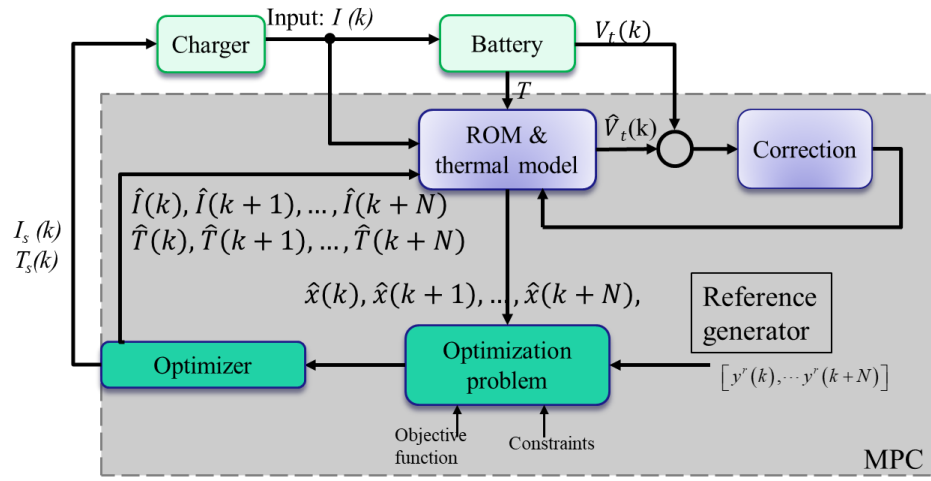 Input: I (k)
Charger
Battery
V_t(k)
T
ROM &
thermal model
V̂_t(k)
Correction
Î(k), Î(k + 1), ..., Î(k + N)
T̂(k), T̂(k + 1), ..., T̂(k + N)
I_s (k)
T_s(k)
x̂(k), x̂(k + 1), ..., x̂(k + N),
Reference
generator
Optimizer
Optimization
problem
[y^r(k),⋯y^r(k+N)]
Objective
function
Constraints
MPC